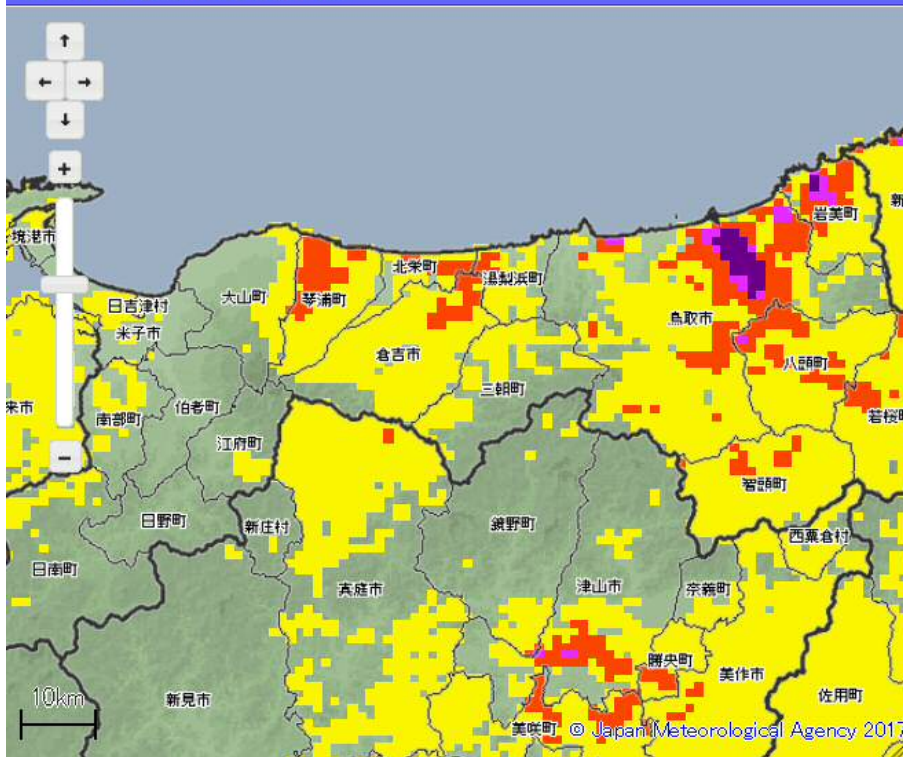 ↑
← →
↓
+
境港市
岩美町
新
北栄町
湯梨浜町
大山町
琴浦町
日吉津村
米子市
鳥取市
倉吉市
八頭町
三朝町
来市
南部町
伯耆町
若桜町
江府町
−
智頭町
日野町
新庄村
鏡野町
西粟倉村
日南町
真庭市
津山市
奈義町
勝央町
美作市
10km
新見市
佐用町
美咲町
© Japan Meteorological Agency 2017